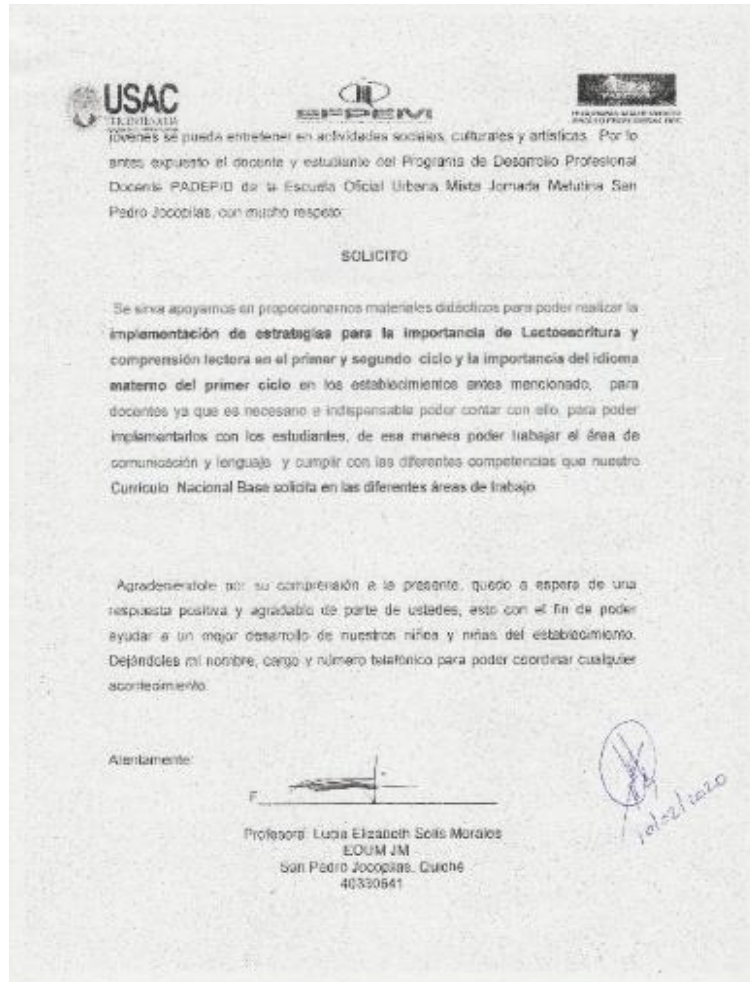 USAC
TRICENTENARIA
EFPEM
jóvenes se pueda entretener en actividades sociales, culturales y artísticas. Por lo
antes expuesto el docente y estudiante del Programa de Desarrollo Profesional
Docente PADEP/D de la Escuela Oficial Urbana Mixta Jornada Matutina San
Pedro Jocopilas, con mucho respeto:
SOLICITO
Se sirva apoyarnos en proporcionarnos materiales didácticos para poder realizar la
implementación de estrategias para la importancia de Lectoescritura y
comprensión lectora en el primer y segundo ciclo y la importancia del idioma
materno del primer ciclo en los establecimientos antes mencionado, para
docentes ya que es necesario e indispensable poder contar con ello, para poder
implementarlos con los estudiantes, de esa manera poder trabajar el área de
comunicación y lenguaje y cumplir con las diferentes competencias que nuestro
Curriculo Nacional Base solicita en las diferentes áreas de trabajo.
Agradeciéndole por su comprensión a la presente, quedo a espera de una
respuesta positiva y agradable de parte de ustedes, esto con el fin de poder
ayudar a un mejor desarrollo de nuestros niños y niñas del establecimiento.
Dejándoles mi nombre, cargo y número telefónico para poder coordinar cualquier
acontecimiento.
Atentamente:
F.
Profesora: Lucia Elizabeth Solis Morales
EOUM JM
San Pedro Jocopilas, Quiché
40330641
10/02/2020